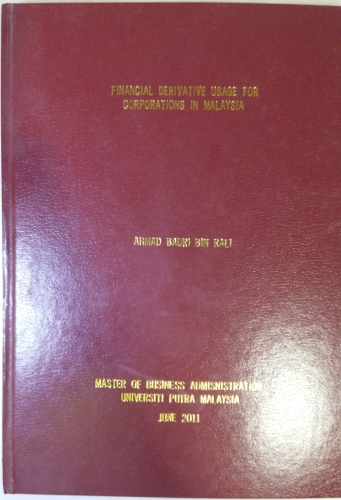 FINANCIAL DERIVATIVE USAGE FOR
CORPORATIONS IN MALAYSIA
AHMAD BADRI BIN RALI
MASTER OF BUSINESS ADMISNISTRATION
UNIVERSITI PUTRA MALAYSIA
JUNE 2011